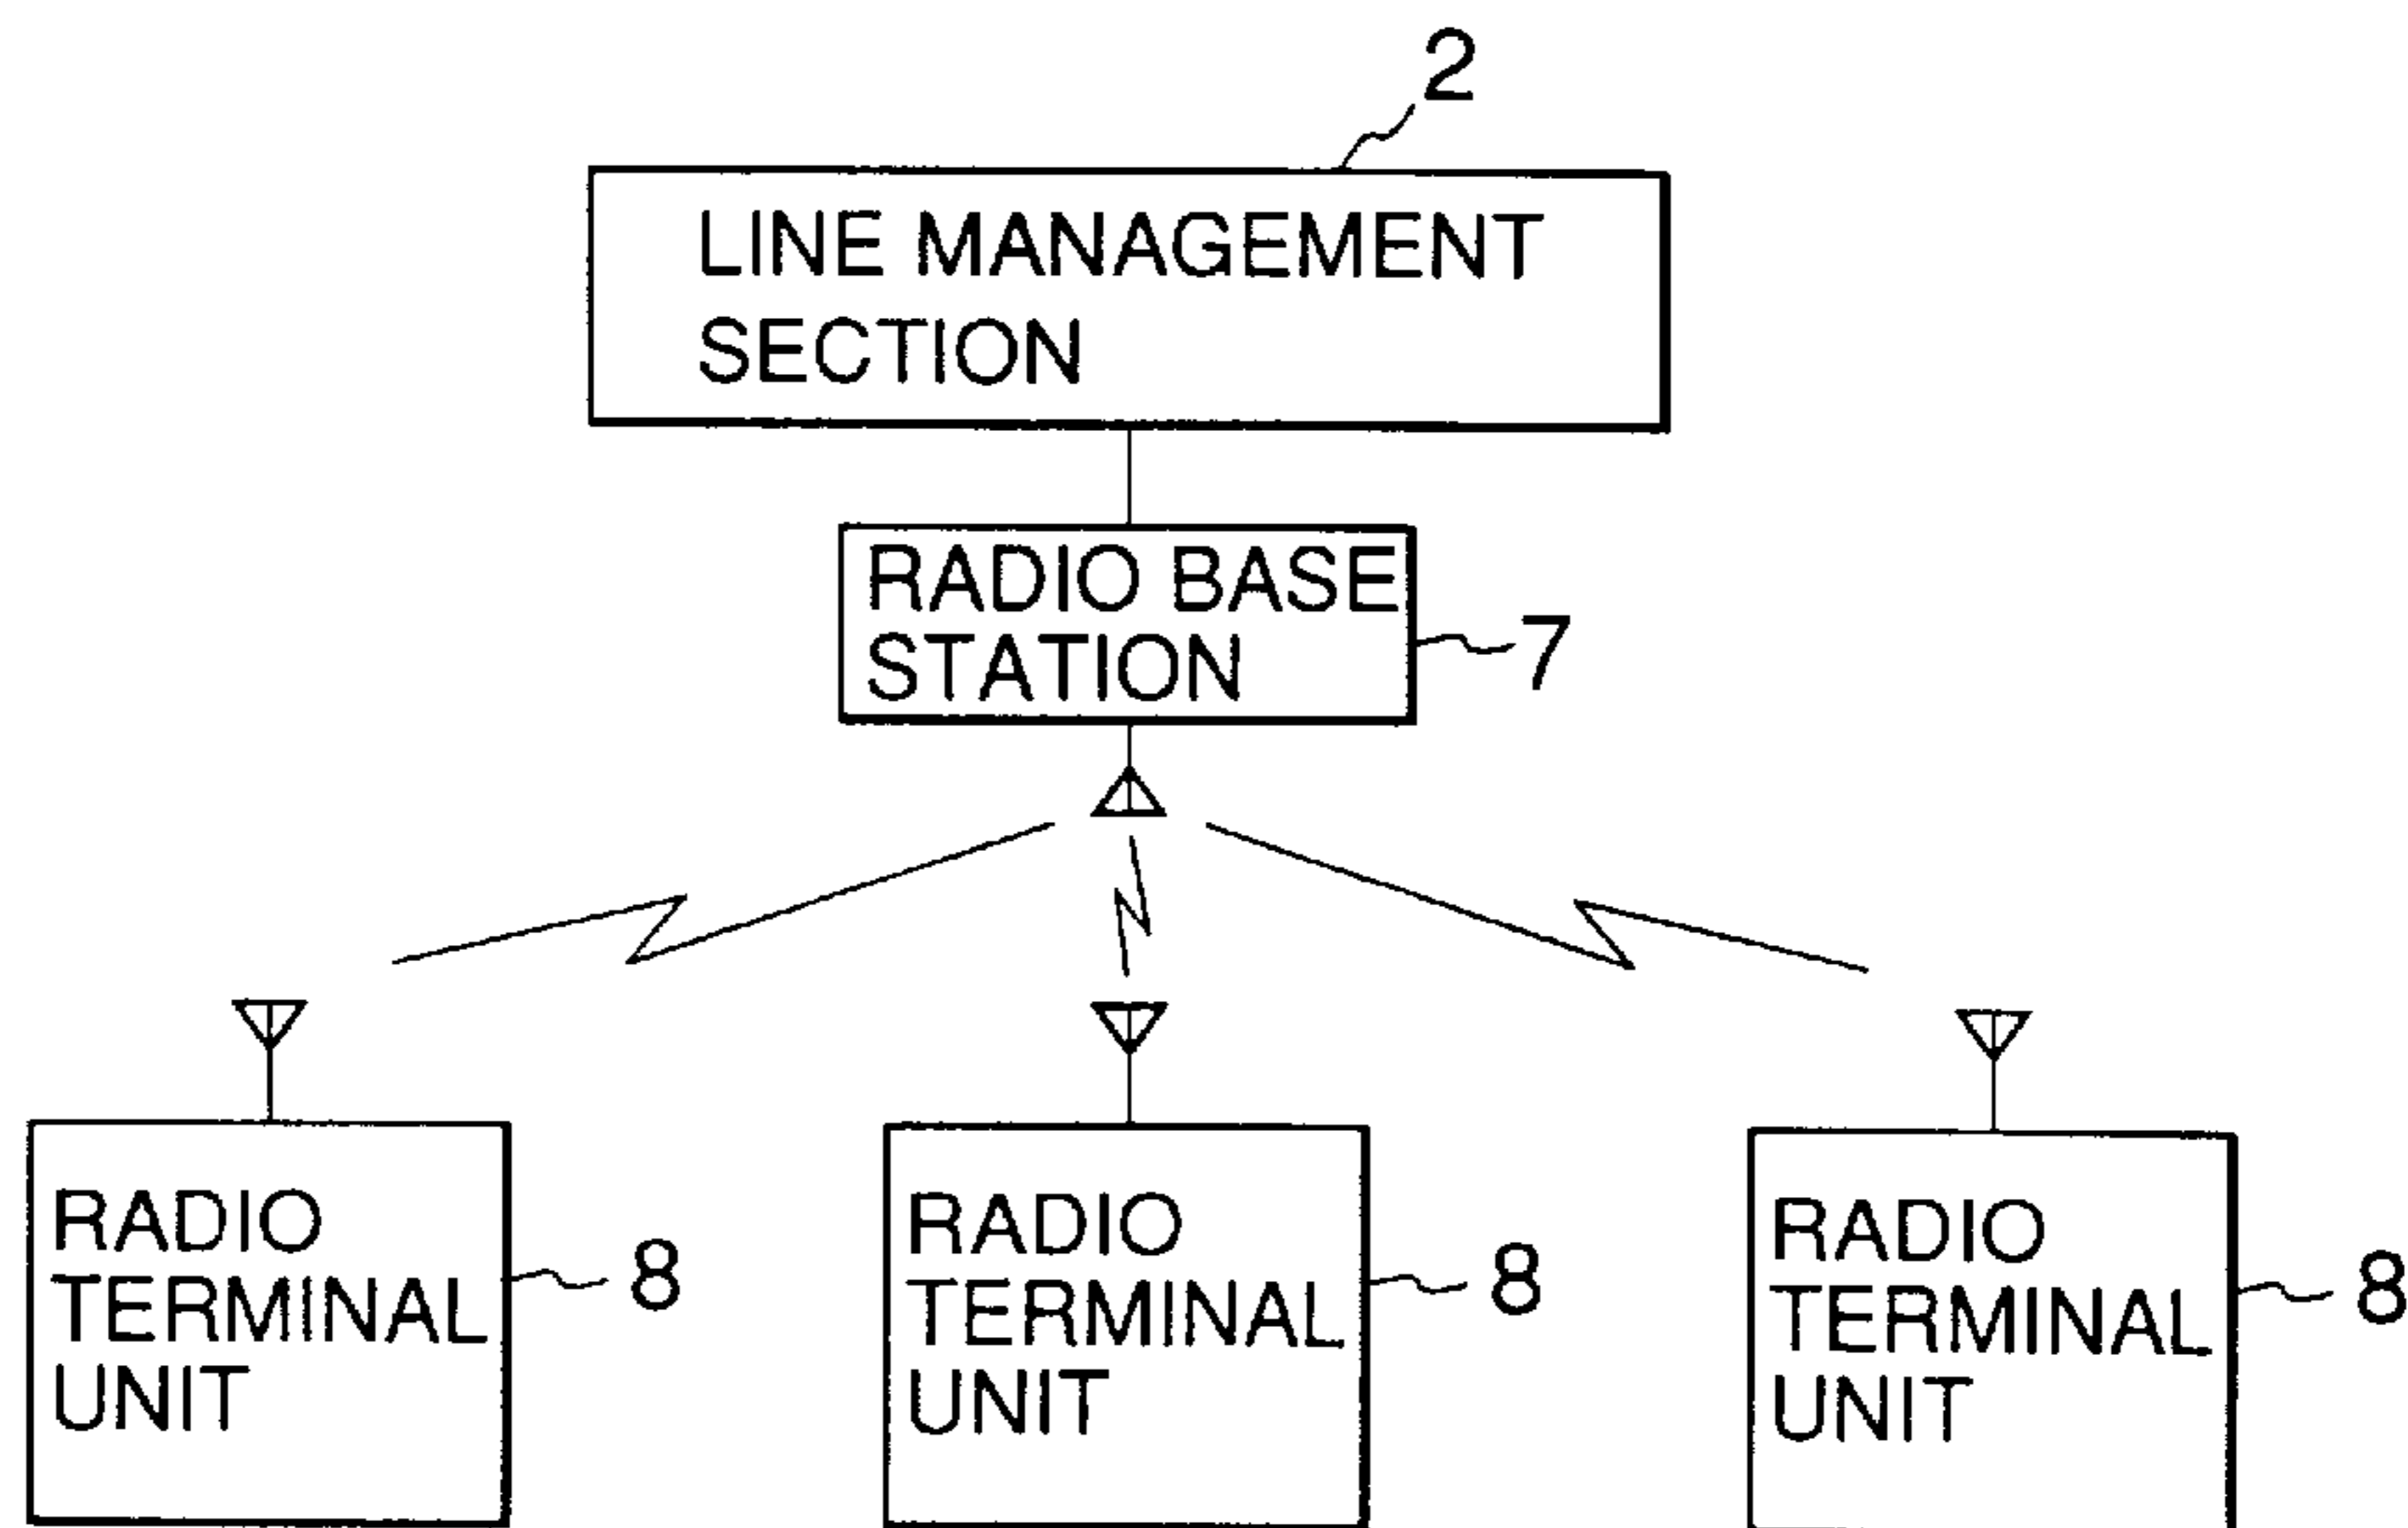 2
LINE MANAGEMENT
SECTION
RADIO BASE
STATION
7
RADIO
TERMINAL
UNIT
8
RADIO
TERMINAL
UNIT
8
RADIO
TERMINAL
UNIT
8